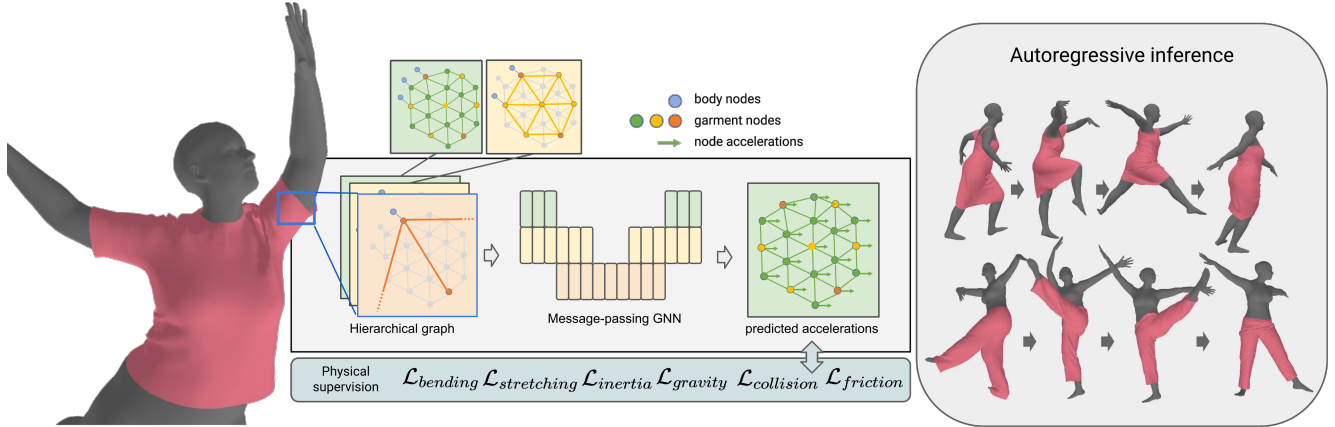 Autoregressive inference
body nodes
garment nodes
node accelerations
Hierarchical graph
Message-passing GNN
predicted accelerations
Physical
supervision
ℒbending ℒstretching ℒinertia ℒgravity ℒcollision ℒfriction